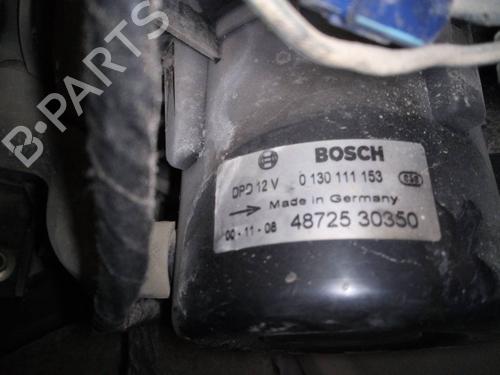 B-PARTS
BOSCH
DPD 12 V 0 130 111 153
Made in Germany
00-11-08 48725 30350